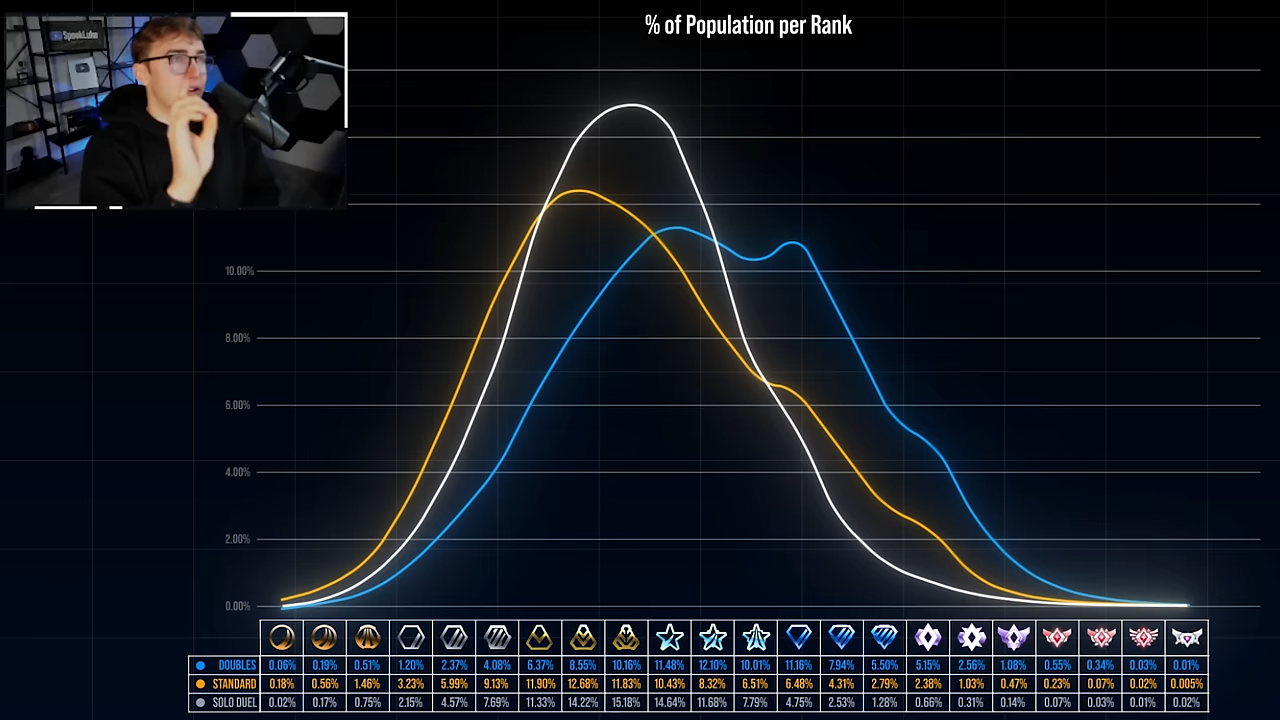 % of Population per Rank
SpookLuke
10.00%
8.00%
6.00%
4.00%
2.00%
0.00%
DOUBLES 0.06% 0.19% 0.51% 1.20% 2.37% 4.08% 6.37% 8.55% 10.16% 11.48% 12.10% 10.01% 11.16% 7.94% 5.50% 5.15% 2.56% 1.08% 0.55% 0.34% 0.03% 0.01%
STANDARD 0.18% 0.56% 1.46% 3.23% 5.99% 9.13% 11.90% 12.68% 11.83% 10.43% 8.32% 6.51% 6.48% 4.31% 2.79% 2.38% 1.03% 0.47% 0.23% 0.07% 0.02% 0.005%
SOLO DUEL 0.02% 0.17% 0.75% 2.15% 4.57% 7.69% 11.33% 14.22% 15.18% 14.64% 11.68% 7.79% 4.75% 2.53% 1.28% 0.66% 0.31% 0.14% 0.07% 0.03% 0.01% 0.02%